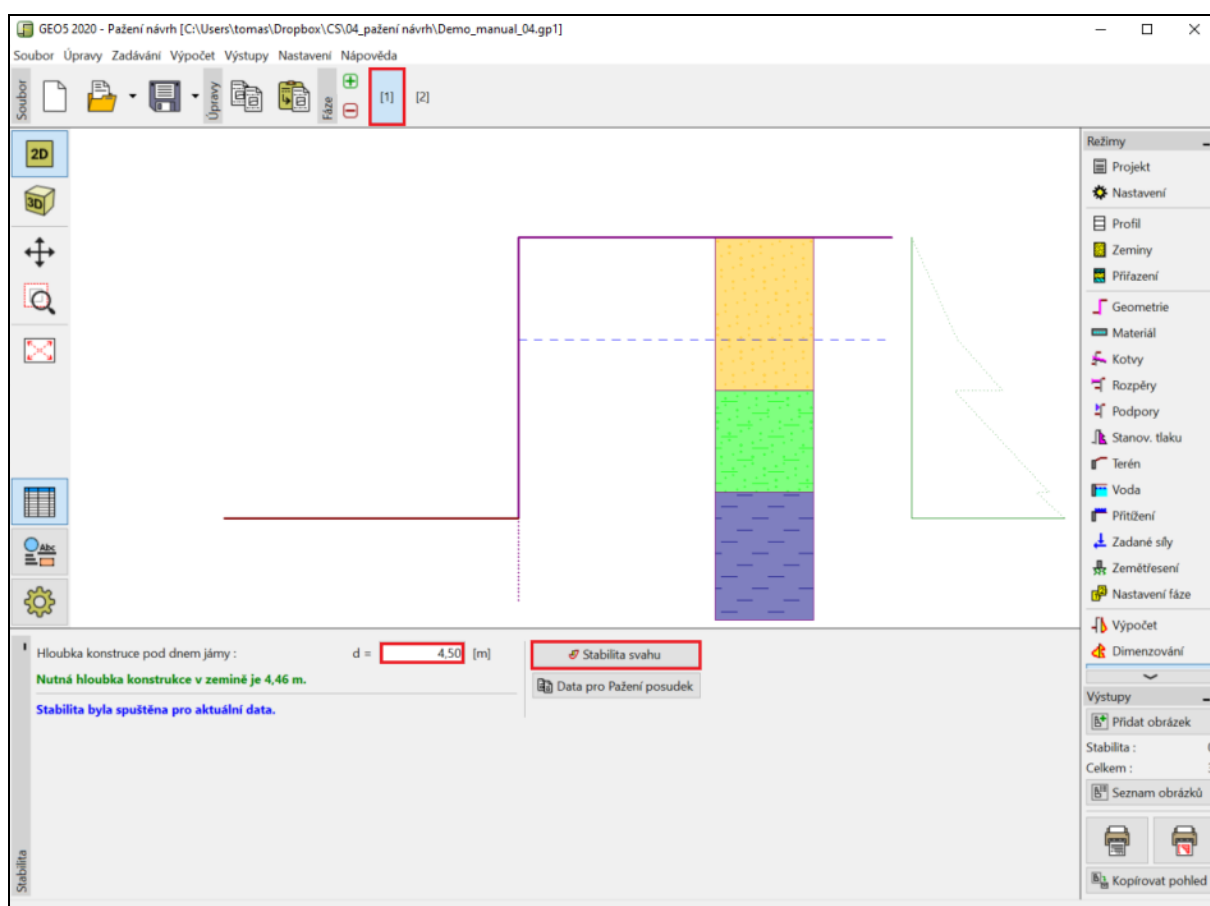 GEO5 2020 - Pažení návrh [C:\Users\tomas\Dropbox\CS\04_pažení návrh\Demo_manual_04.gp1]
Soubor Úpravy Zadávání Výpočet Výstupy Nastavení Nápověda
Soubor
Úpravy
Fáze
[1]
[2]
2D
3D
Abc
Režimy
Projekt
Nastavení
Profil
Zeminy
Přiřazení
Geometrie
Materiál
Kotvy
Rozpěry
Podpory
Stanov. tlaku
Terén
Voda
Přitížení
Zadané síly
Zemětřesení
Nastavení fáze
Výpočet
Dimenzování
Hloubka konstruce pod dnem jámy : d = 4,50 [m]
Nutná hloubka konstrukce v zemině je 4,46 m.
Stabilita byla spuštěna pro aktuální data.
Stabilita svahu
Data pro Pažení posudek
Stabilita
Výstupy
Přidat obrázek
Stabilita :
Celkem :
Seznam obrázků
Kopírovat pohled